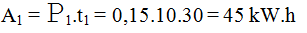 A₁ = P₁.t₁ = 0,15.10.30 = 45 kW.h